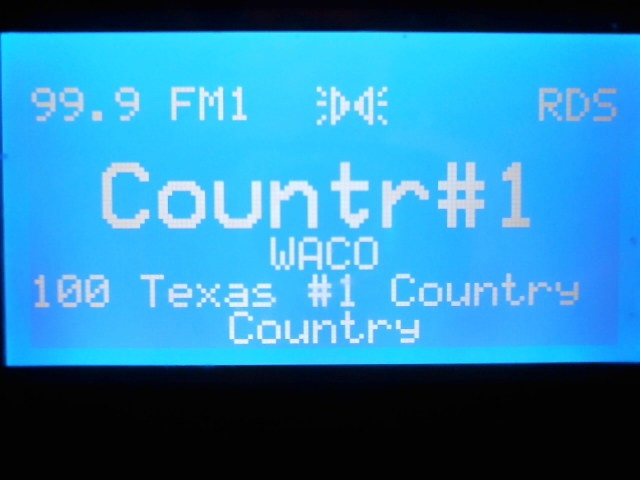 99.9 FM1 RDS
Countr#1
WACO
100 Texas #1 Country
Country